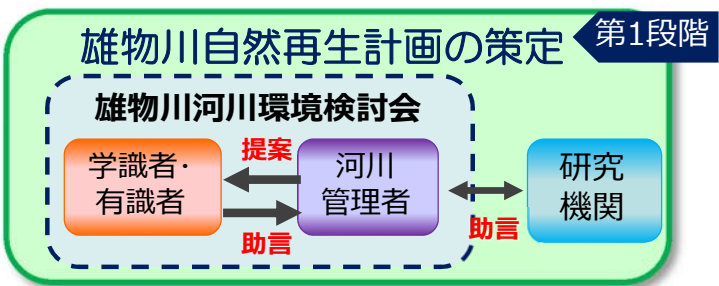 雄物川自然再生計画の策定
第1段階
雄物川河川環境検討会
学識者・
有識者
提案
助言
河川
管理者
助言
研究
機関